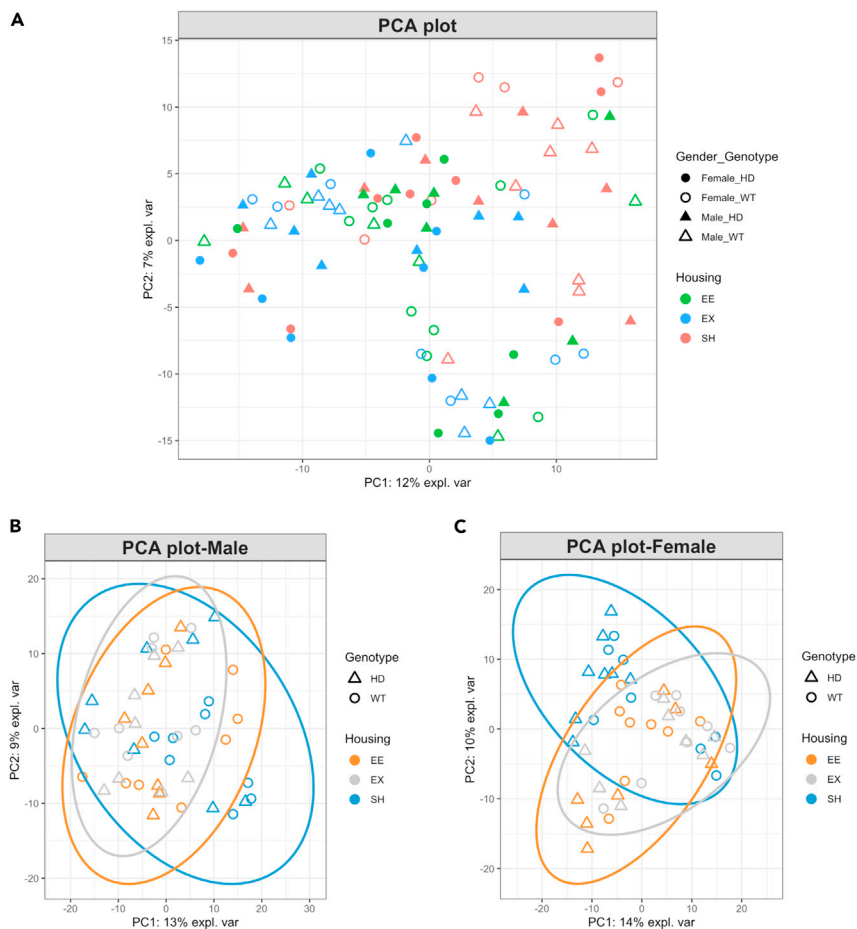 A
PCA plot
15
10
5
0
-5
-10
-15
PC2: 7% expl. var
-10
0
10
PC1: 12% expl. var
Gender_Genotype
Female_HD
Female_WT
Male_HD
Male_WT
Housing
EE
EX
SH
B
PCA plot-Male
20
10
0
-10
-20
PC2: 9% expl. var
-20
-10
0
10
20
30
PC1: 13% expl. var
Genotype
HD
WT
Housing
EE
EX
SH
C
PCA plot-Female
20
10
0
-10
-20
PC2: 10% expl. var
-20
-10
0
10
20
PC1: 14% expl. var
Genotype
HD
WT
Housing
EE
EX
SH